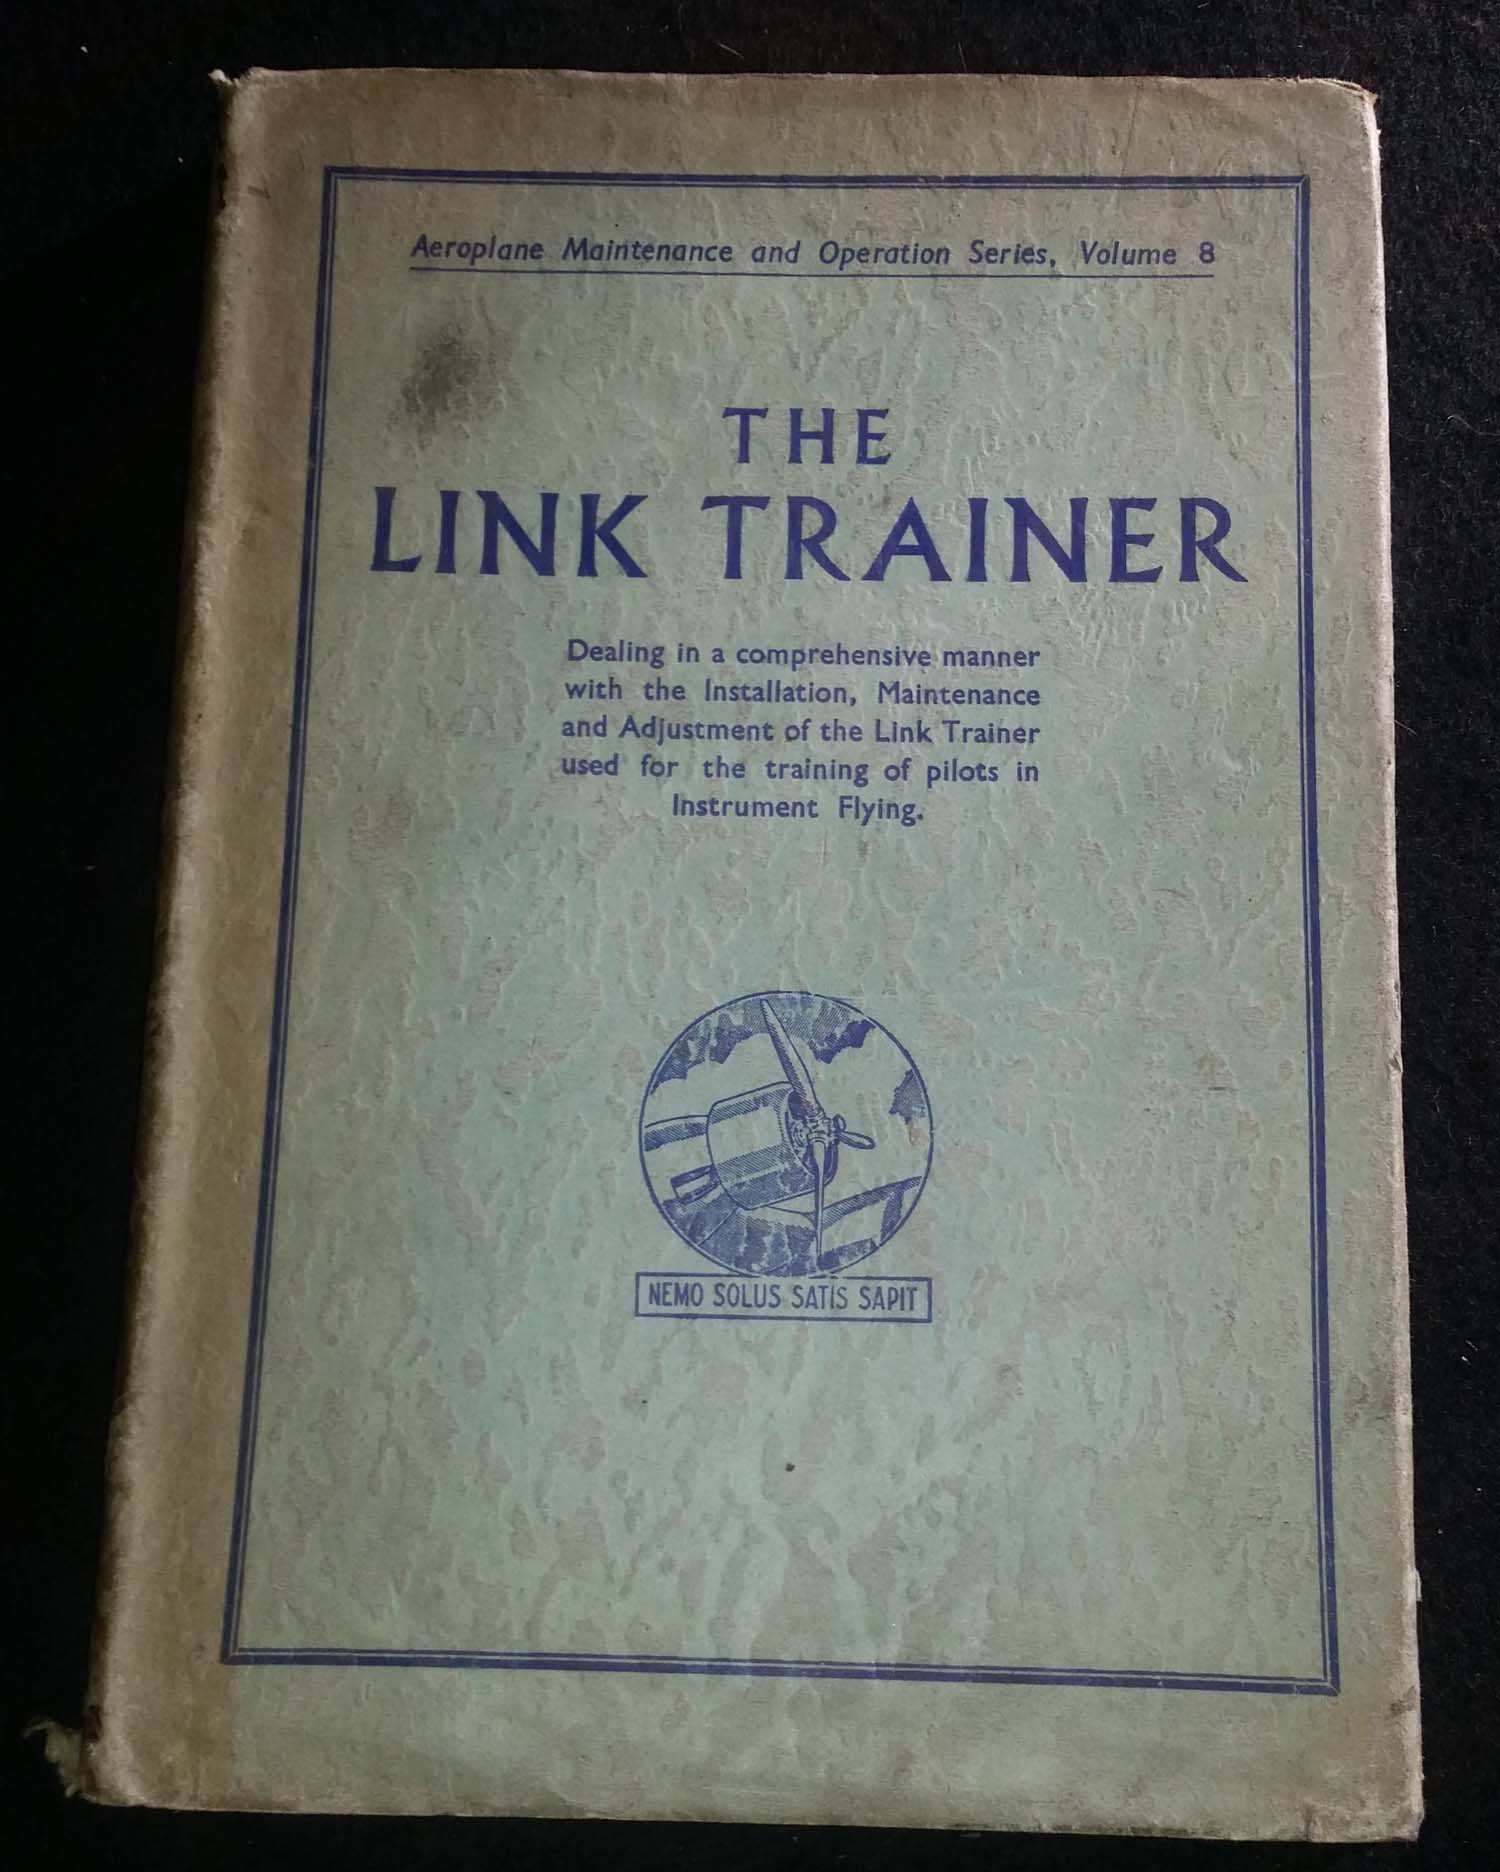 Aeroplane Maintenance and Operation Series, Volume 8
THE
LINK TRAINER
Dealing in a comprehensive manner
with the Installation, Maintenance
and Adjustment of the Link Trainer
used for the training of pilots in
Instrument Flying.
NEMO SOLUS SATIS SAPIT